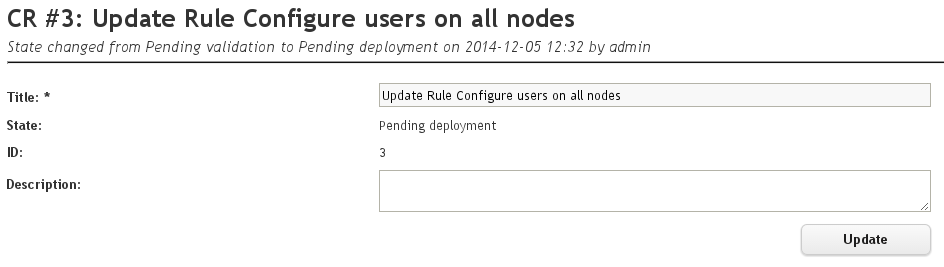 CR #3: Update Rule Configure users on all nodes
State changed from Pending validation to Pending deployment on 2014-12-05 12:32 by admin
Title: * Update Rule Configure users on all nodes
State: Pending deployment
ID: 3
Description:
Update